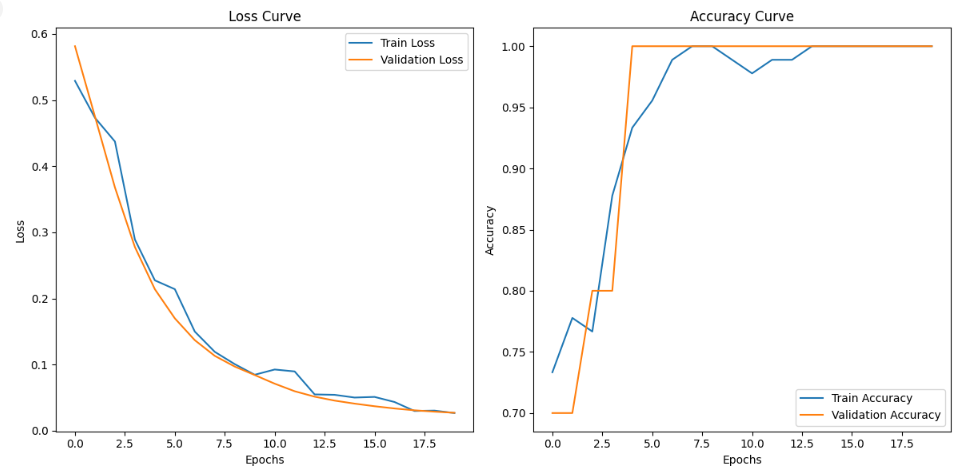 Loss Curve
0.6
0.5
0.4
0.3
0.2
0.1
0.0
Loss
Train Loss
Validation Loss
0.0 2.5 5.0 7.5 10.0 12.5 15.0 17.5
Epochs
Accuracy Curve
1.00
0.95
0.90
0.85
0.80
0.75
0.70
Accuracy
Train Accuracy
Validation Accuracy
0.0 2.5 5.0 7.5 10.0 12.5 15.0 17.5
Epochs